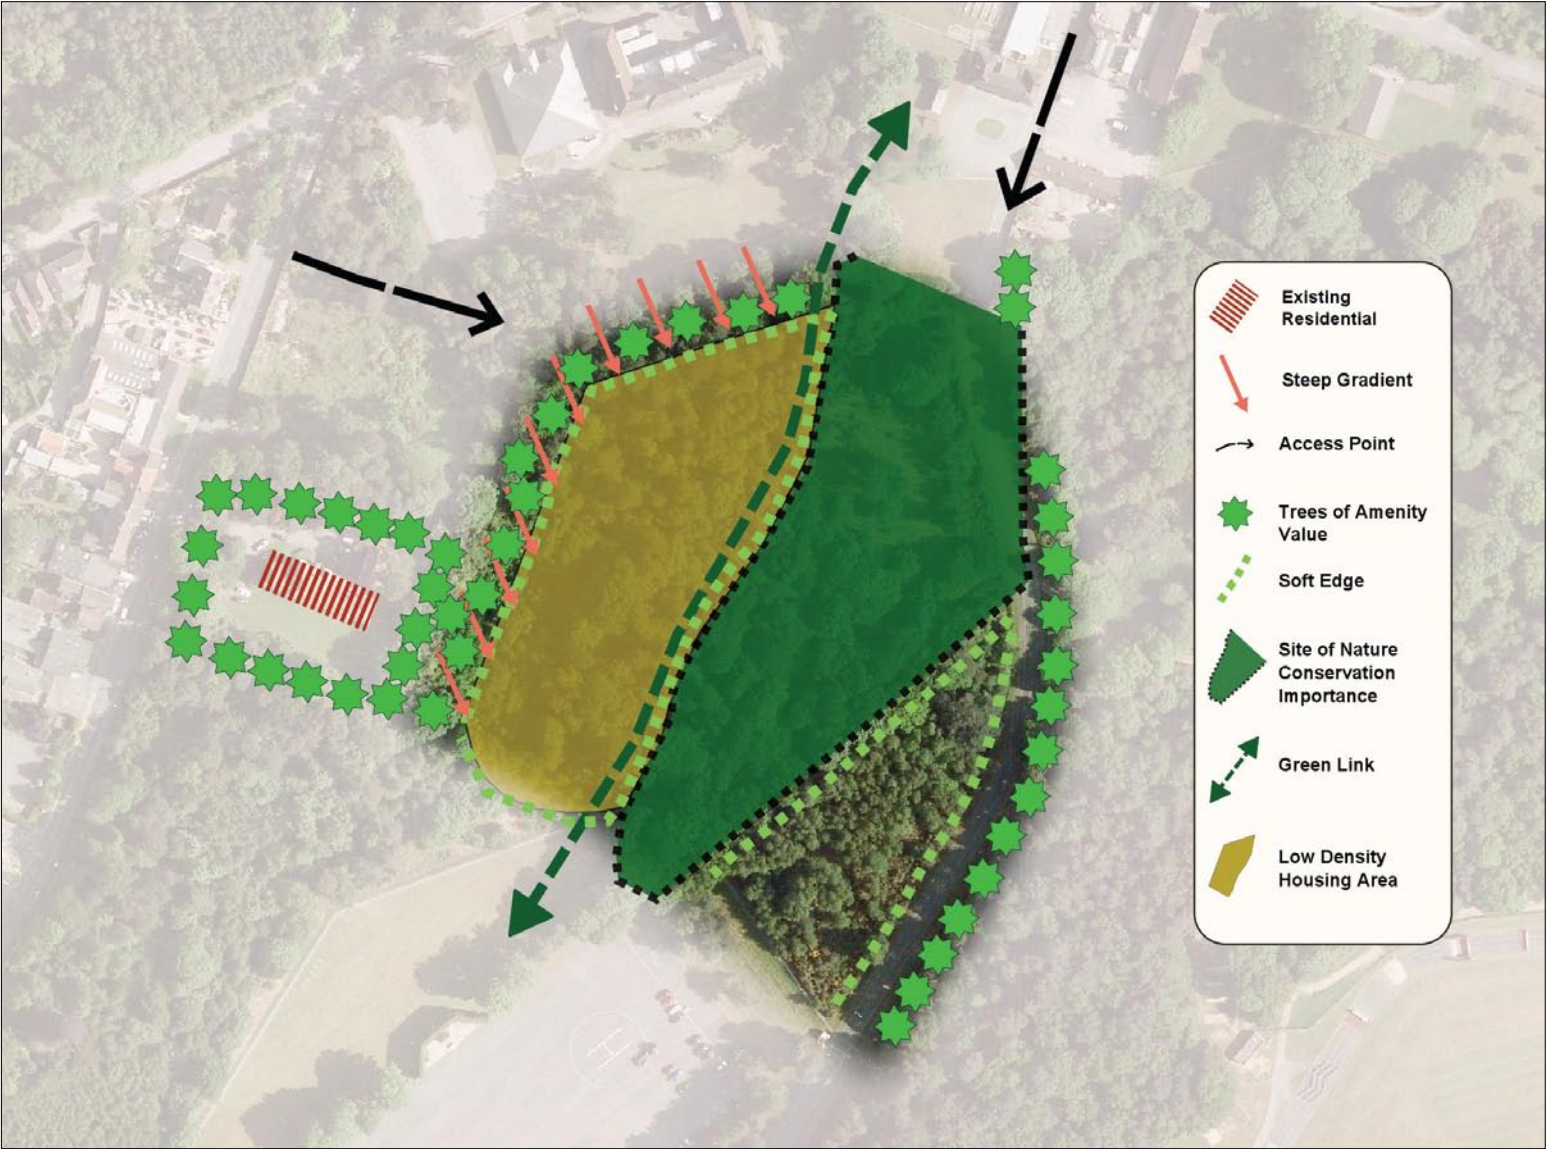 Existing
Residential
Steep Gradient
Access Point
Trees of Amenity
Value
Soft Edge
Site of Nature
Conservation
Importance
Green Link
Low Density
Housing Area